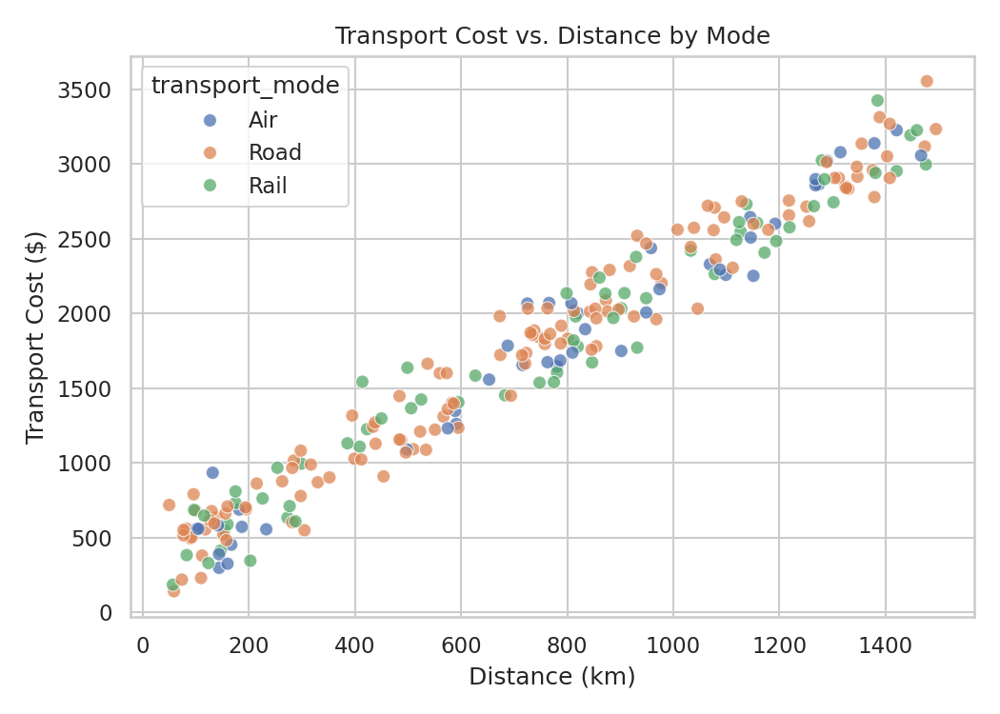 Transport Cost vs. Distance by Mode
transport_mode
Air
Road
Rail
Transport Cost ($)
3500
3000
2500
2000
1500
1000
500
0
0 200 400 600 800 1000 1200 1400
Distance (km)